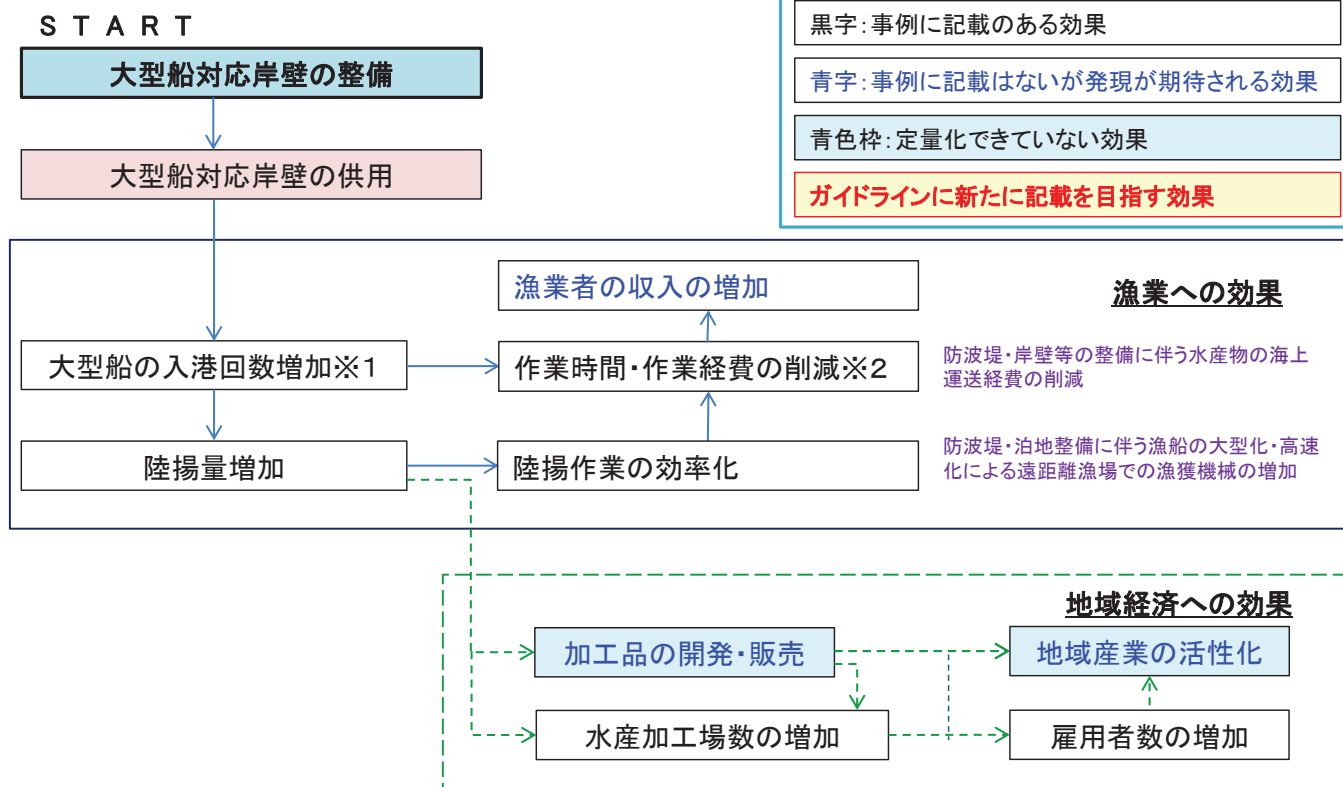 ＳＴＡＲＴ
大型船対応岸壁の整備
大型船対応岸壁の供用
黒字：事例に記載のある効果
青字：事例に記載はないが発現が期待される効果
青色枠：定量化できていない効果
ガイドラインに新たに記載を目指す効果
漁業への効果
漁業者の収入の増加
大型船の入港回数増加※1
作業時間・作業経費の削減※2
防波堤・岸壁等の整備に伴う水産物の海上
運送経費の削減
陸揚量増加
陸揚作業の効率化
防波堤・泊地整備に伴う漁船の大型化・高速
化による遠距離漁場での漁獲機械の増加
地域経済への効果
加工品の開発・販売
地域産業の活性化
水産加工場数の増加
雇用者数の増加